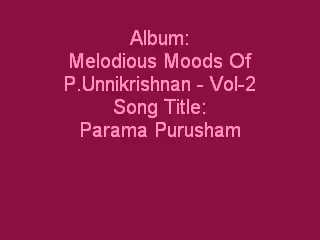 Album:
Melodious Moods Of
P.Unnikrishnan - Vol-2
Song Title:
Parama Purusham